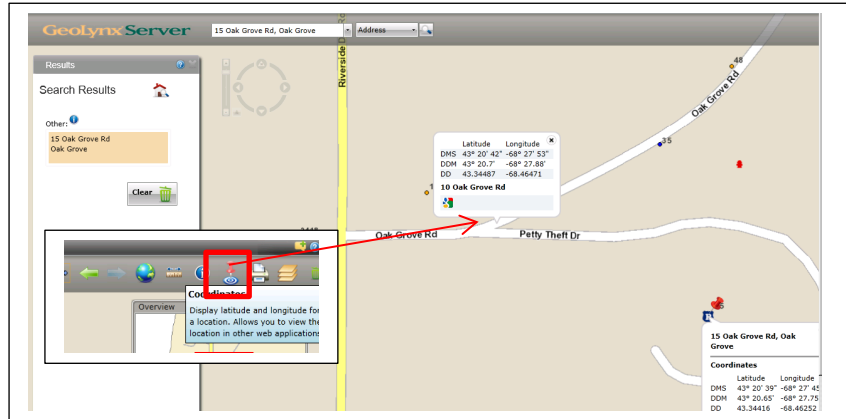 GeoLynx Server
15 Oak Grove Rd, Oak Grove
Address
Results
Search Results
Other:
15 Oak Grove Rd
Oak Grove
Clear
Riverside Dr
48
Oak Grove Rd
35
Latitude Longitude
DMS 43° 20' 42" -68° 27' 53"
DDM 43° 20.7' -68° 27.88'
DD 43.34487 -68.46471
10 Oak Grove Rd
Oak Grove Rd
Petty Theft Dr
Coordinates
Display latitude and longitude for
a location. Allows you to view the
location in other web applications
Overview
15 Oak Grove Rd, Oak
Grove
Coordinates
Latitude Longitude
DMS 43° 20' 39" -68° 27' 45
DDM 43° 20.65' -68° 27.75
DD 43.34416 -68.46252